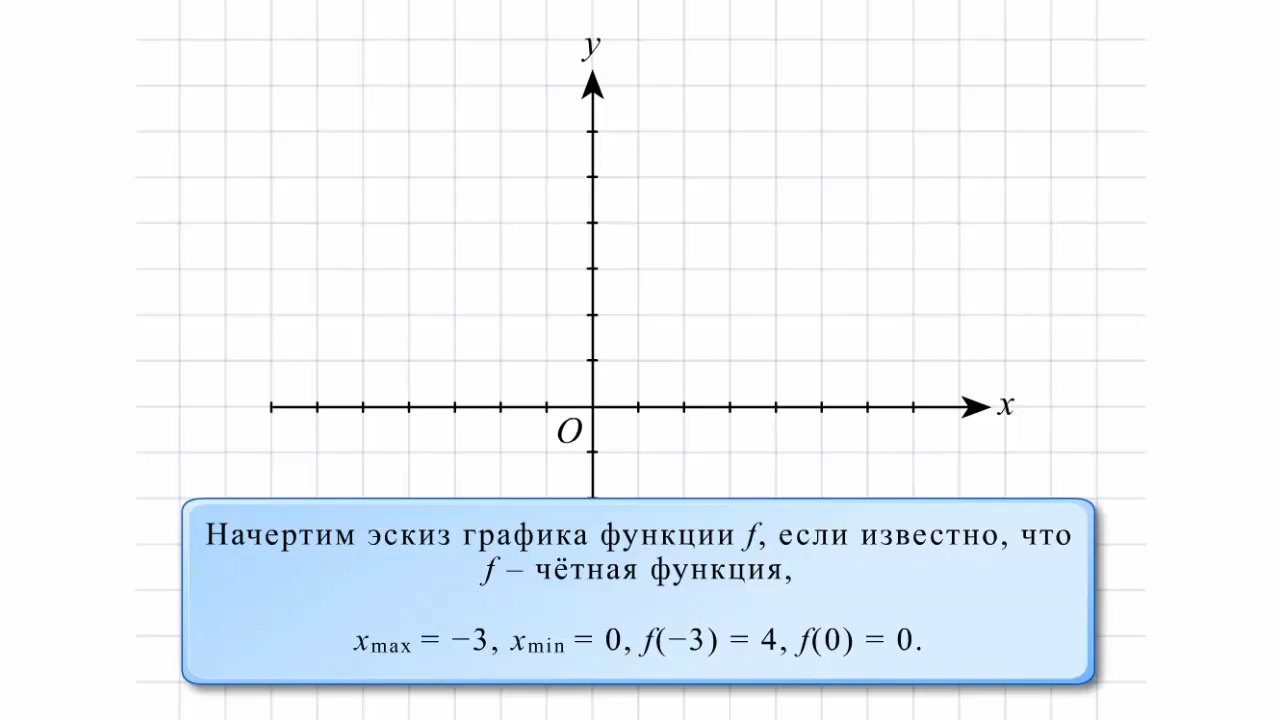 y
x
O
Начертим эскиз графика функции f, если известно, что
f – чётная функция,
xmax = −3, xmin = 0, f(−3) = 4, f(0) = 0.